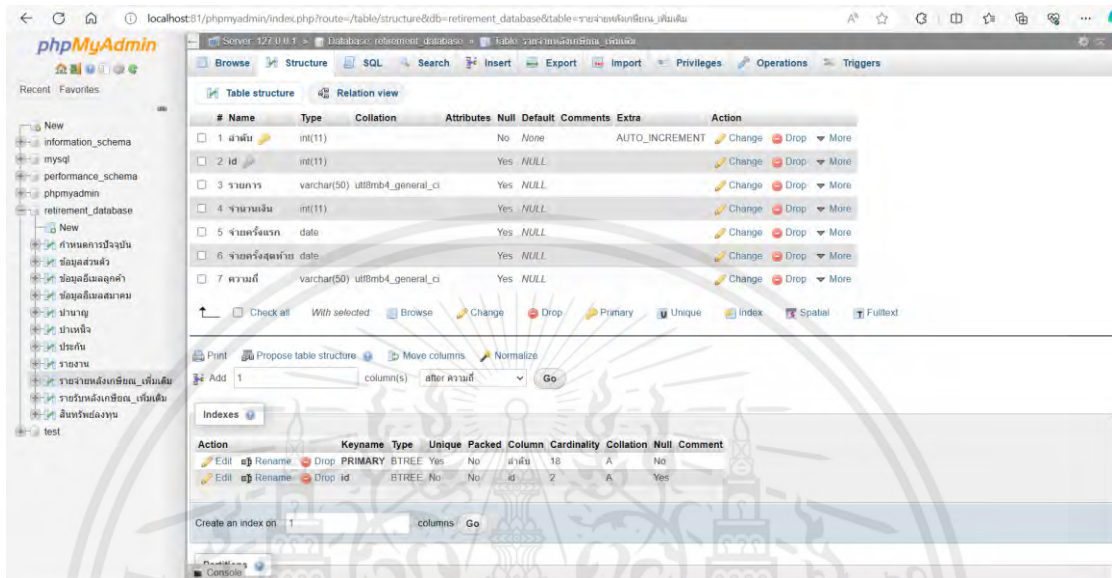 localhost:81/phpmyadmin/index.php?route=/table/structure&db=retirement_database&table=รายจ่ายหลังเกษียณ_เพิ่มเติม
phpMyAdmin
Recent Favorites
New
information_schema
mysql
performance_schema
phpmyadmin
retirement_database
New
กำหนดการปัจจุบัน
ข้อมูลส่วนตัว
ข้อมูลอีเมลลูกค้า
ข้อมูลอีเมลสมาคม
บำนาญ
บำเหน็จ
ประกัน
รายงาน
รายจ่ายหลังเกษียณ_เพิ่มเติม
รายรับหลังเกษียณ_เพิ่มเติม
สินทรัพย์ลงทุน
test
Server: 127.0.0.1 » Database: retirement_database » Table: รายจ่ายหลังเกษียณ_เพิ่มเติม
Browse Structure SQL Search Insert Export Import Privileges Operations Triggers
Table structure Relation view
# Name Type Collation Attributes Null Default Comments Extra Action
1 ลำดับ int(11) No None AUTO_INCREMENT Change Drop More
2 id int(11) Yes NULL Change Drop More
3 รายการ varchar(50) utf8mb4_general_ci Yes NULL Change Drop More
4 จำนวนเงิน int(11) Yes NULL Change Drop More
5 จ่ายครั้งแรก date Yes NULL Change Drop More
6 จ่ายครั้งสุดท้าย date Yes NULL Change Drop More
7 ความถี่ varchar(50) utf8mb4_general_ci Yes NULL Change Drop More
Check all With selected: Browse Change Drop Primary Unique Index Spatial Fulltext
Print Propose table structure Move columns Normalize
Add 1 column(s) after ความถี่ Go
Indexes
Action Keyname Type Unique Packed Column Cardinality Collation Null Comment
Edit Rename Drop PRIMARY BTREE Yes No ลำดับ 18 A No
Edit Rename Drop id BTREE No No id 2 A Yes
Create an index on 1 columns Go
Partitions
Console